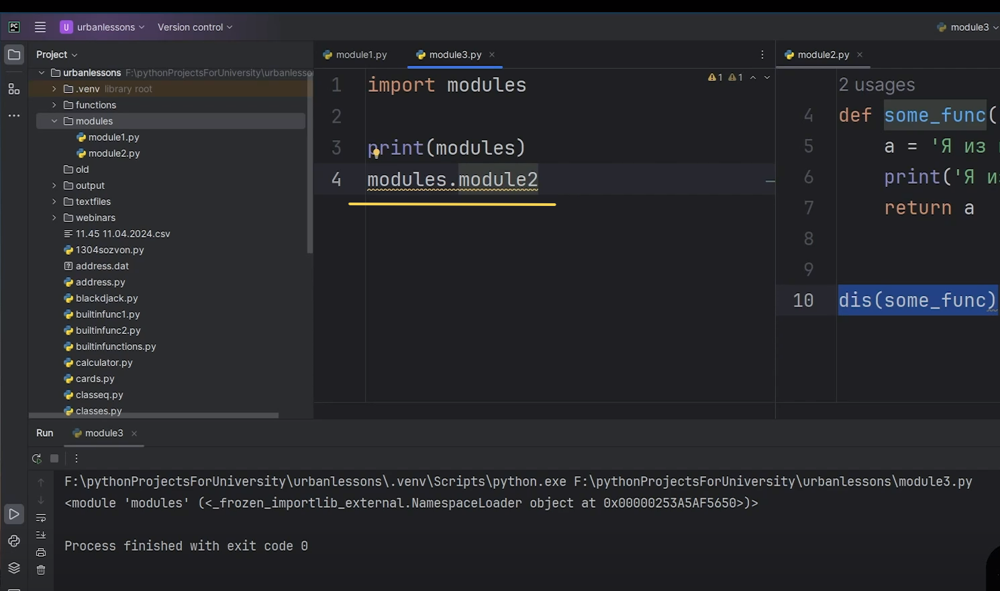 PC
U urbanlessons
Version control
module3
Project
urbanlessons F:\pythonProjectsForUniversity\urbanlesso
.venv library root
functions
modules
module1.py
module2.py
old
output
textfiles
webinars
11.45 11.04.2024.csv
1304sozvon.py
address.dat
address.py
blackdjack.py
builtinfunc1.py
builtinfunc2.py
builtinfunctions.py
calculator.py
cards.py
classeq.py
classes.py
module1.py
module3.py
1 import modules
1 1
2
3 print(modules)
4 modules.module2
module2.py
2 usages
4 def some_func(
5 a = 'Я из
6 print('Я из
7 return a
8
9
10 dis(some_func)
Run
module3
F:\pythonProjectsForUniversity\urbanlessons\.venv\Scripts\python.exe F:\pythonProjectsForUniversity\urbanlessons\module3.py
<module 'modules' (<_frozen_importlib_external.NamespaceLoader object at 0x00000253A5AF5650>)>
Process finished with exit code 0